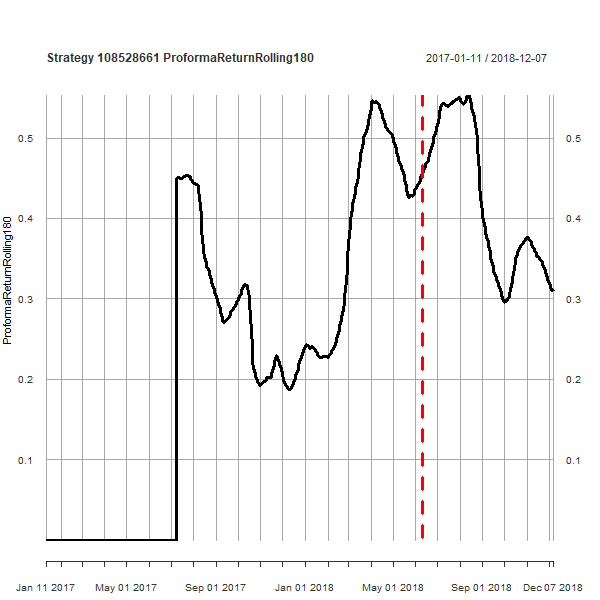 Strategy 108528661 ProformaReturnRolling180
2017-01-11 / 2018-12-07
ProformaReturnRolling180
0.5
0.4
0.3
0.2
0.1
0.5
0.4
0.3
0.2
0.1
Jan 11 2017
May 01 2017
Sep 01 2017
Jan 01 2018
May 01 2018
Sep 01 2018
Dec 07 2018